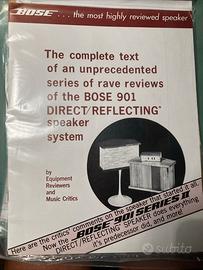 BOSE ... the most highly reviewed speaker
The complete text
of an unprecedented
series of rave reviews
of the BOSE 901
DIRECT/REFLECTING®
speaker
system
by
Equipment
Reviewers
and
Music Critics
Here are the critics' comments on the speaker that started it all.
Now the BOSE 901 SERIES II
DIRECT/REFLECTING SPEAKER does everything
it's predecessor did, and more!
subito